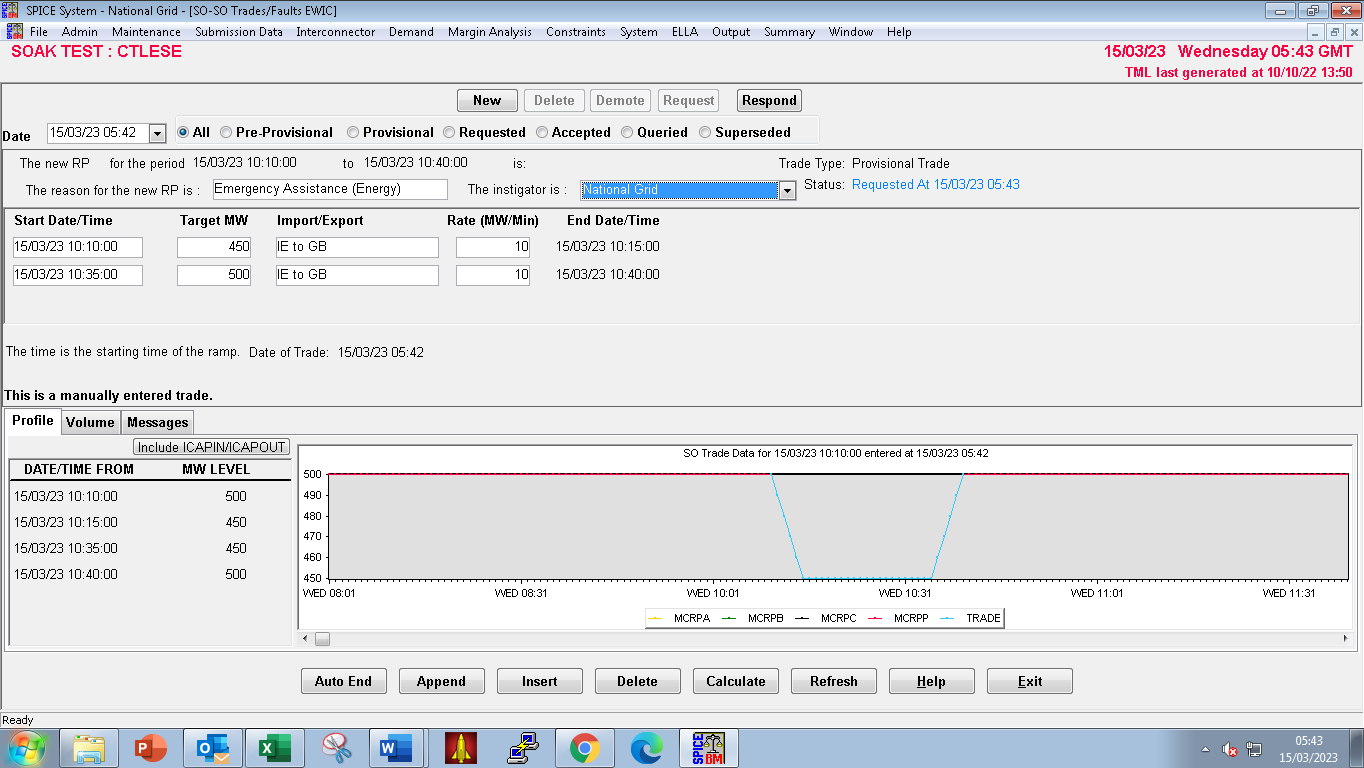 SPICE System - National Grid - [SO-SO Trades/Faults EWIC]
File Admin Maintenance Submission Data Interconnector Demand Margin Analysis Constraints System ELLA Output Summary Window Help
SOAK TEST : CTLESE
15/03/23 Wednesday 05:43 GMT
TML last generated at 10/10/22 13:50
New Delete Demote Request Respond
Date 15/03/23 05:42 All Pre-Provisional Provisional Requested Accepted Queried Superseded
The new RP for the period 15/03/23 10:10:00 to 15/03/23 10:40:00 is: Trade Type: Provisional Trade
The reason for the new RP is : Emergency Assistance (Energy) The instigator is : National Grid Status: Requested At 15/03/23 05:43
Start Date/Time Target MW Import/Export Rate (MW/Min) End Date/Time
15/03/23 10:10:00 450 IE to GB 10 15/03/23 10:15:00
15/03/23 10:35:00 500 IE to GB 10 15/03/23 10:40:00
The time is the starting time of the ramp. Date of Trade: 15/03/23 05:42
This is a manually entered trade.
Profile Volume Messages
Include ICAPIN/ICAPOUT
DATE/TIME FROM MW LEVEL
15/03/23 10:10:00 500
15/03/23 10:15:00 450
15/03/23 10:35:00 450
15/03/23 10:40:00 500
SO Trade Data for 15/03/23 10:10:00 entered at 15/03/23 05:42
500
490
480
470
460
450
WED 08:01 WED 08:31 WED 10:01 WED 10:31 WED 11:01 WED 11:31
MCRPA MCRPB MCRPC MCRPP TRADE
Auto End Append Insert Delete Calculate Refresh Help Exit
Ready
SPICE
BMI
05:43
15/03/2023